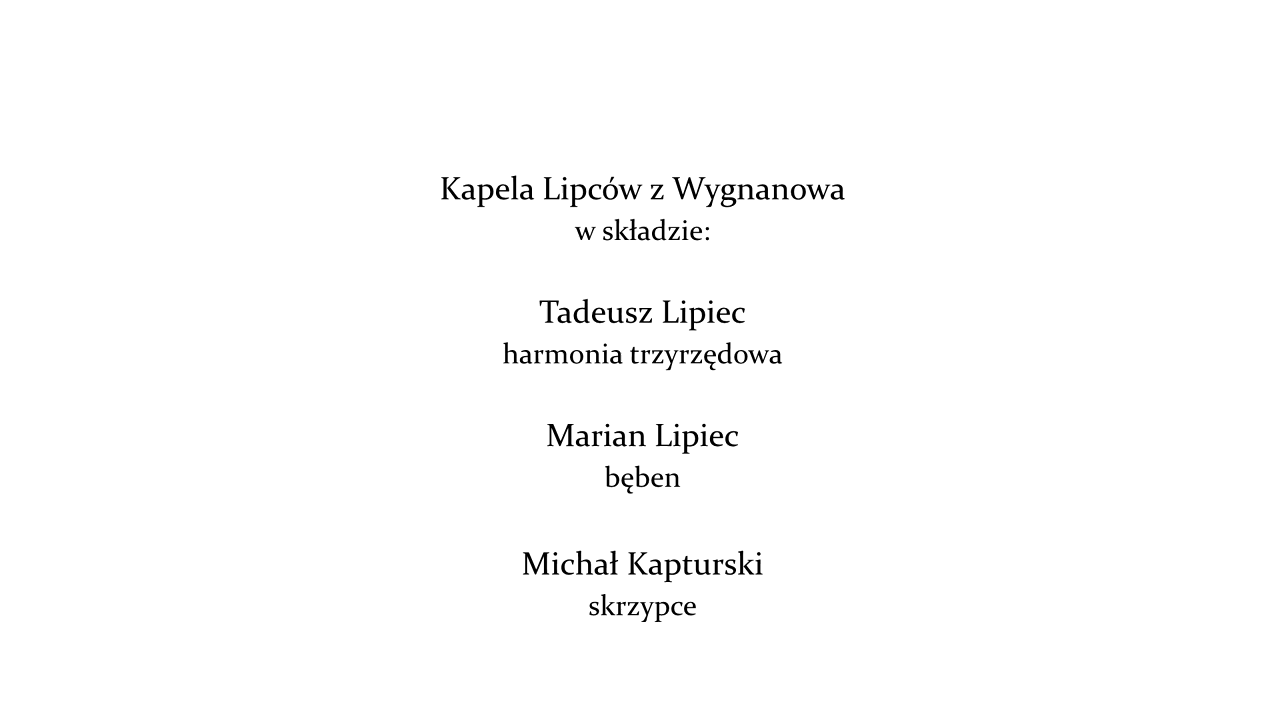 Kapela Lipców z Wygnanowa
w składzie:
Tadeusz Lipiec
harmonia trzyrzędowa
Marian Lipiec
bęben
Michał Kapturski
skrzypce